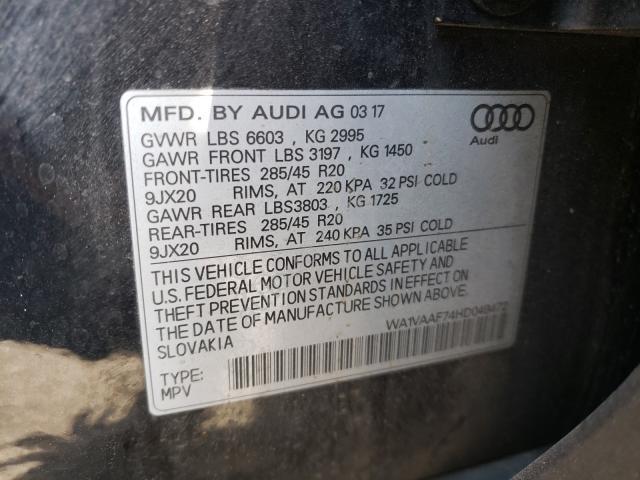 MFD. BY AUDI AG 03 17
GVWR LBS 6603 , KG 2995
GAWR FRONT LBS 3197 , KG 1450
FRONT-TIRES 285/45 R20
9JX20 RIMS, AT 220 KPA 32 PSI COLD
GAWR REAR LBS3803 , KG 1725
REAR-TIRES 285/45 R20
9JX20 RIMS, AT 240 KPA 35 PSI COLD
Audi
THIS VEHICLE CONFORMS TO ALL APPLICABLE
U.S. FEDERAL MOTOR VEHICLE SAFETY AND
THEFT PREVENTION STANDARDS IN EFFECT ON
THE DATE OF MANUFACTURE SHOWN ABOVE.
SLOVAKIA
WA1VAAF74HD049472
TYPE:
MPV